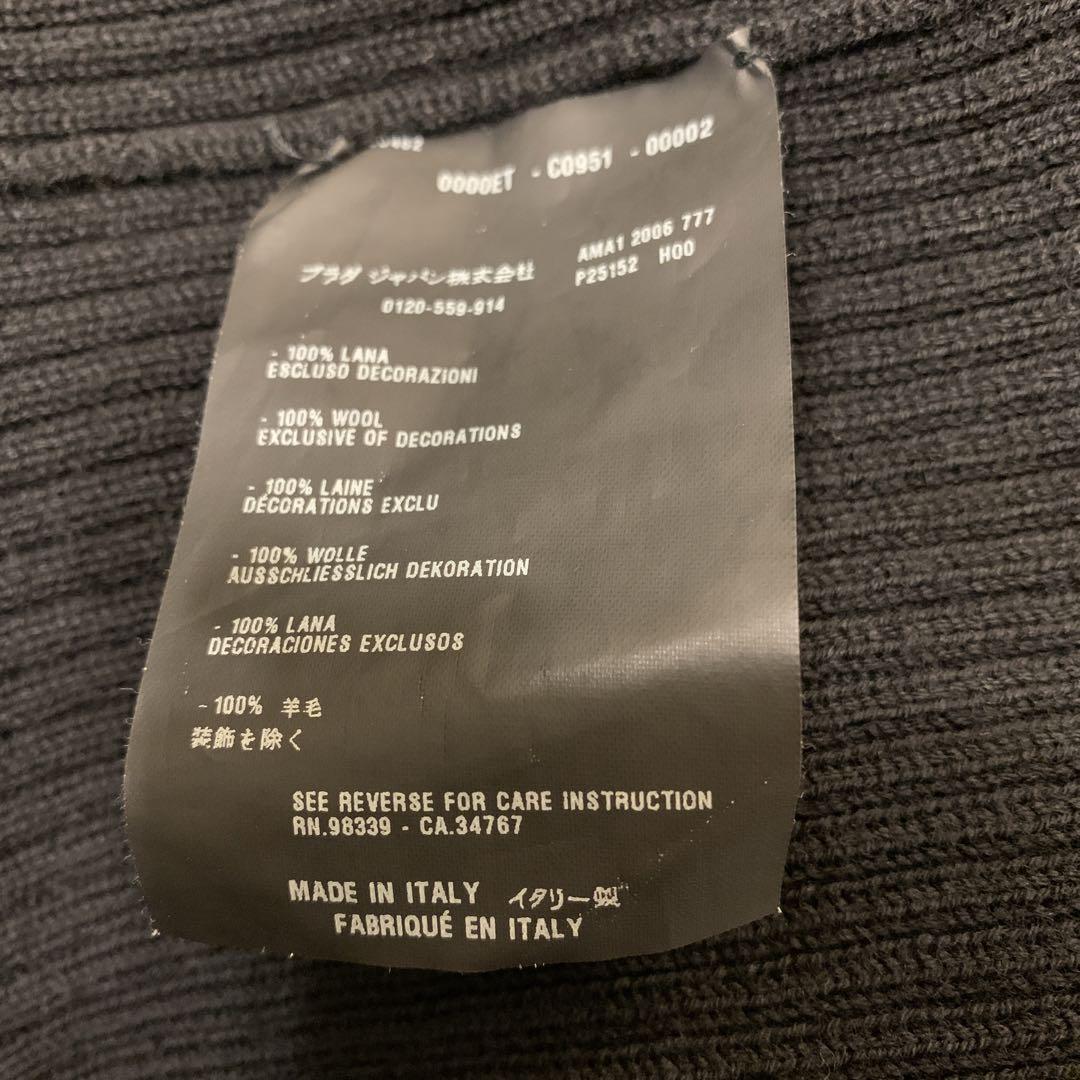 0000ET - C0951 - 00002
AMA1 2006 777
P25152 H00
プラダ ジャパン株式会社
0120-559-914
- 100% LANA
ESCLUSO DECORAZIONI
- 100% WOOL
EXCLUSIVE OF DECORATIONS
- 100% LAINE
DÉCORATIONS EXCLU
- 100% WOLLE
AUSSCHLIESSLICH DEKORATION
- 100% LANA
DECORACIONES EXCLUSOS
- 100% 羊毛
装飾を除く
SEE REVERSE FOR CARE INSTRUCTION
RN.98339 - CA.34767
MADE IN ITALY イタリー製
FABRIQUÉ EN ITALY